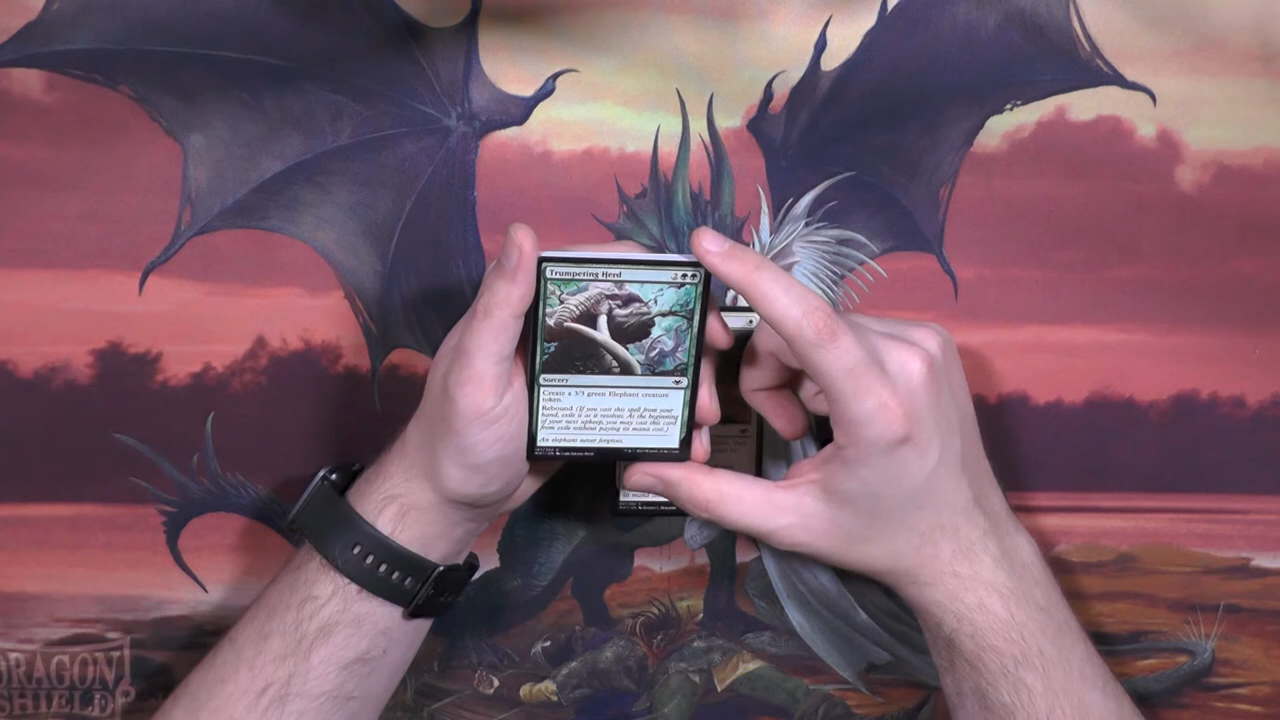 Trumpeting Herd 2
Sorcery
Create a 3/3 green Elephant creature
token.
Rebound (If you cast this spell from your
hand, exile it as it resolves. At the beginning
of your next upkeep, you may cast this card
from exile without paying its mana cost.)
An elephant never forgives.
DRAGON
SHIELD